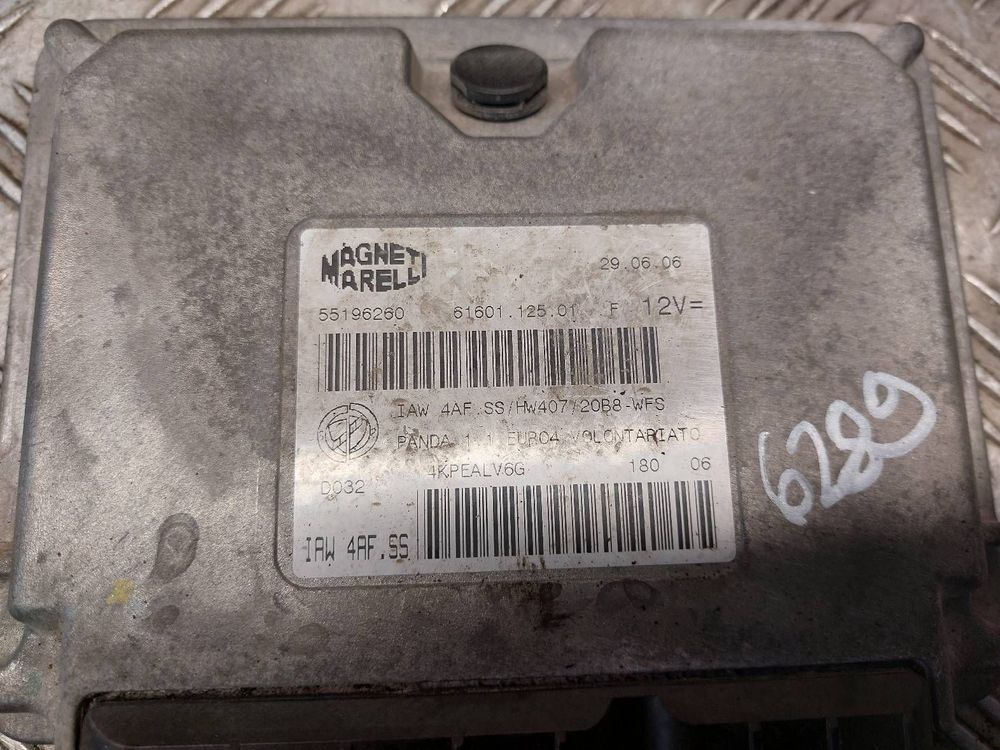 MAGNETI
MARELLI
29.06.06
55196260 61601.125.01 F 12V=
IAW 4AF.SS/HW407/20B8-WFS
PANDA 1.1 EURO4 VOLONTARIATO
4KPEALV6G 180 06
D032
IAW 4AF.SS
6289